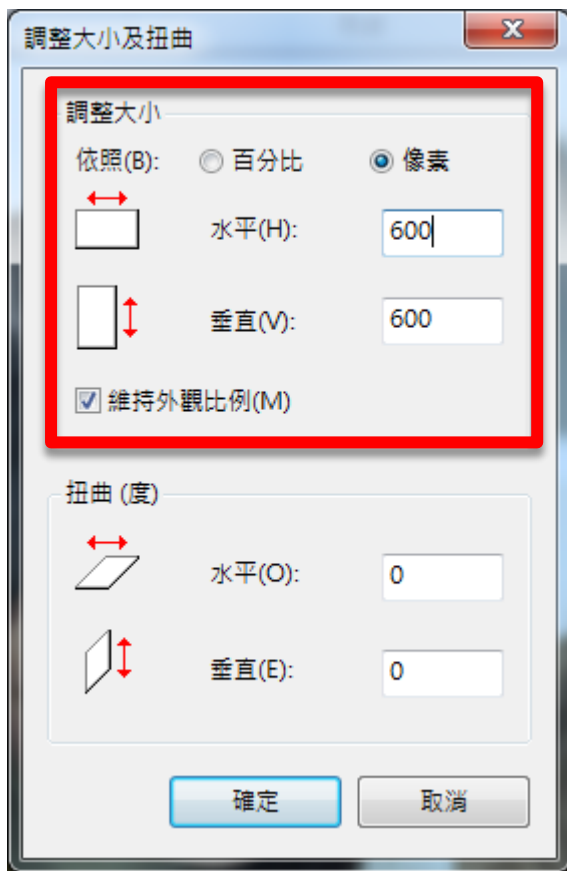 調整大小及扭曲
調整大小
依照(B): 百分比 像素
水平(H): 600
垂直(V): 600
維持外觀比例(M)
扭曲 (度)
水平(O): 0
垂直(E): 0
確定 取消